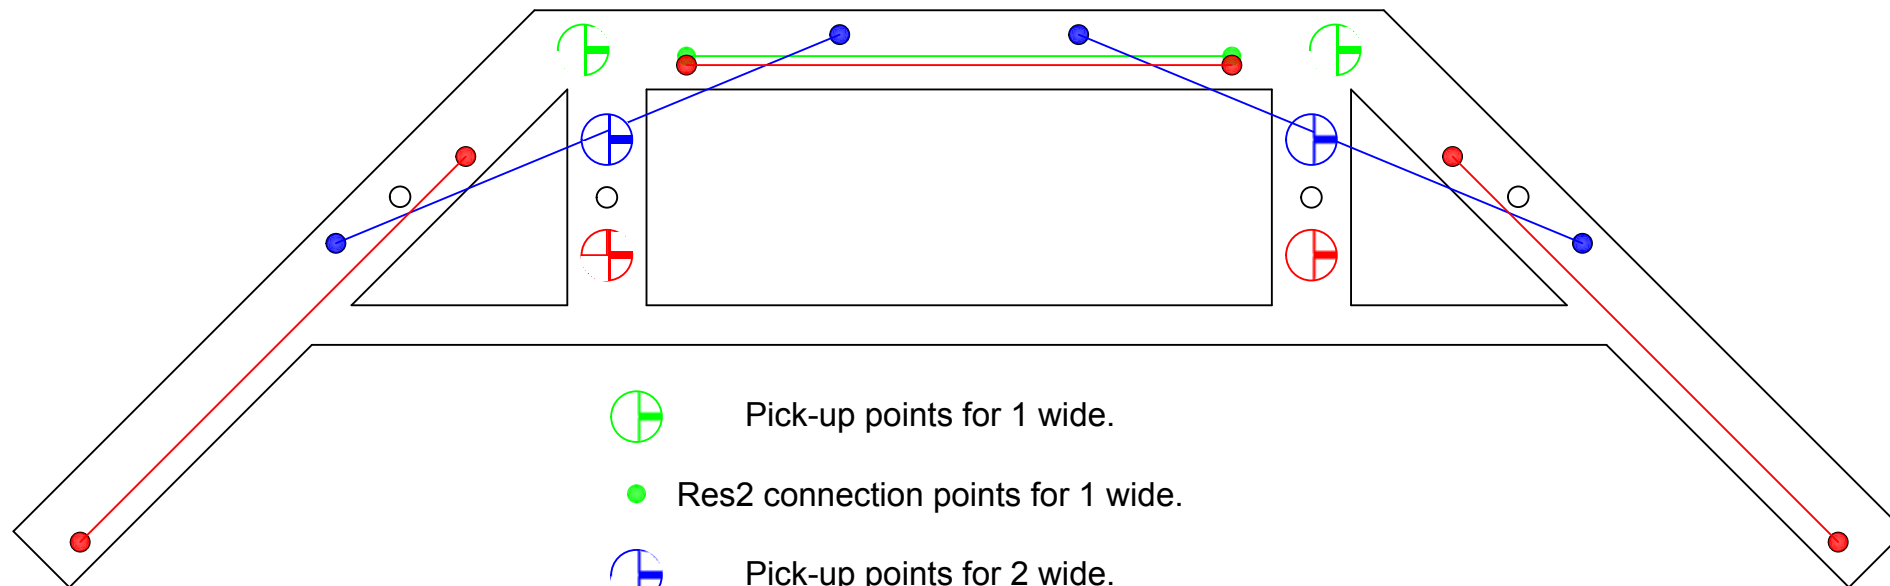 Pick-up points for 1 wide.
Res2 connection points for 1 wide.
Pick-up points for 2 wide.